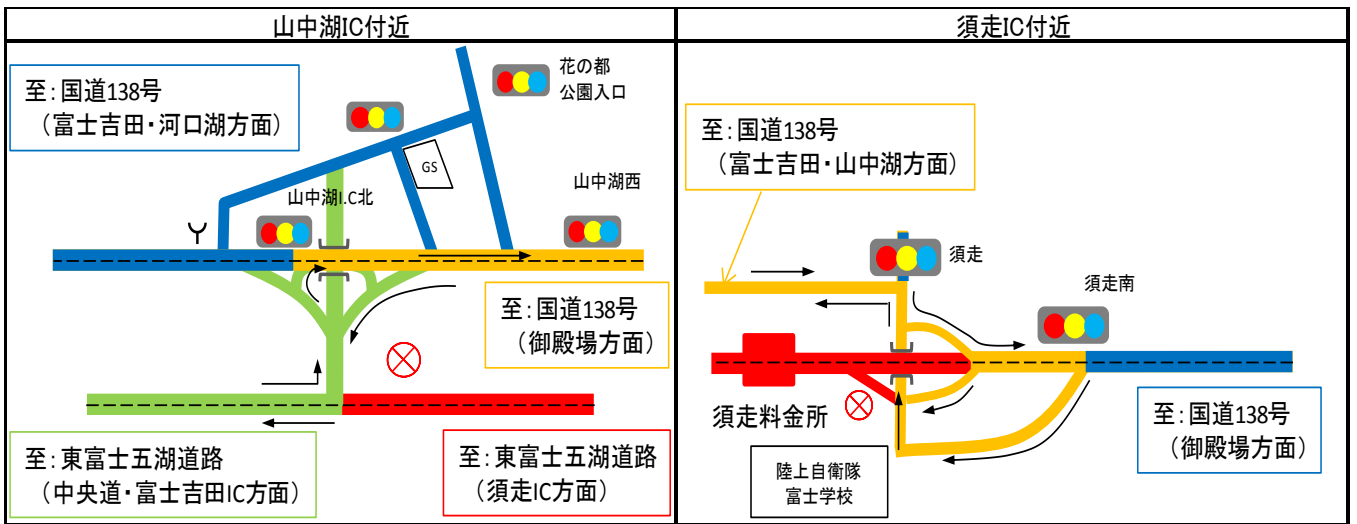 山中湖IC付近
須走IC付近
至：国道138号
（富士吉田・河口湖方面）
花の都
公園入口
GS
山中湖I.C北
山中湖西
至：国道138号
（御殿場方面）
至：東富士五湖道路
（中央道・富士吉田IC方面）
至：東富士五湖道路
（須走IC方面）
至：国道138号
（富士吉田・山中湖方面）
須走
須走南
須走料金所
至：国道138号
（御殿場方面）
陸上自衛隊
富士学校